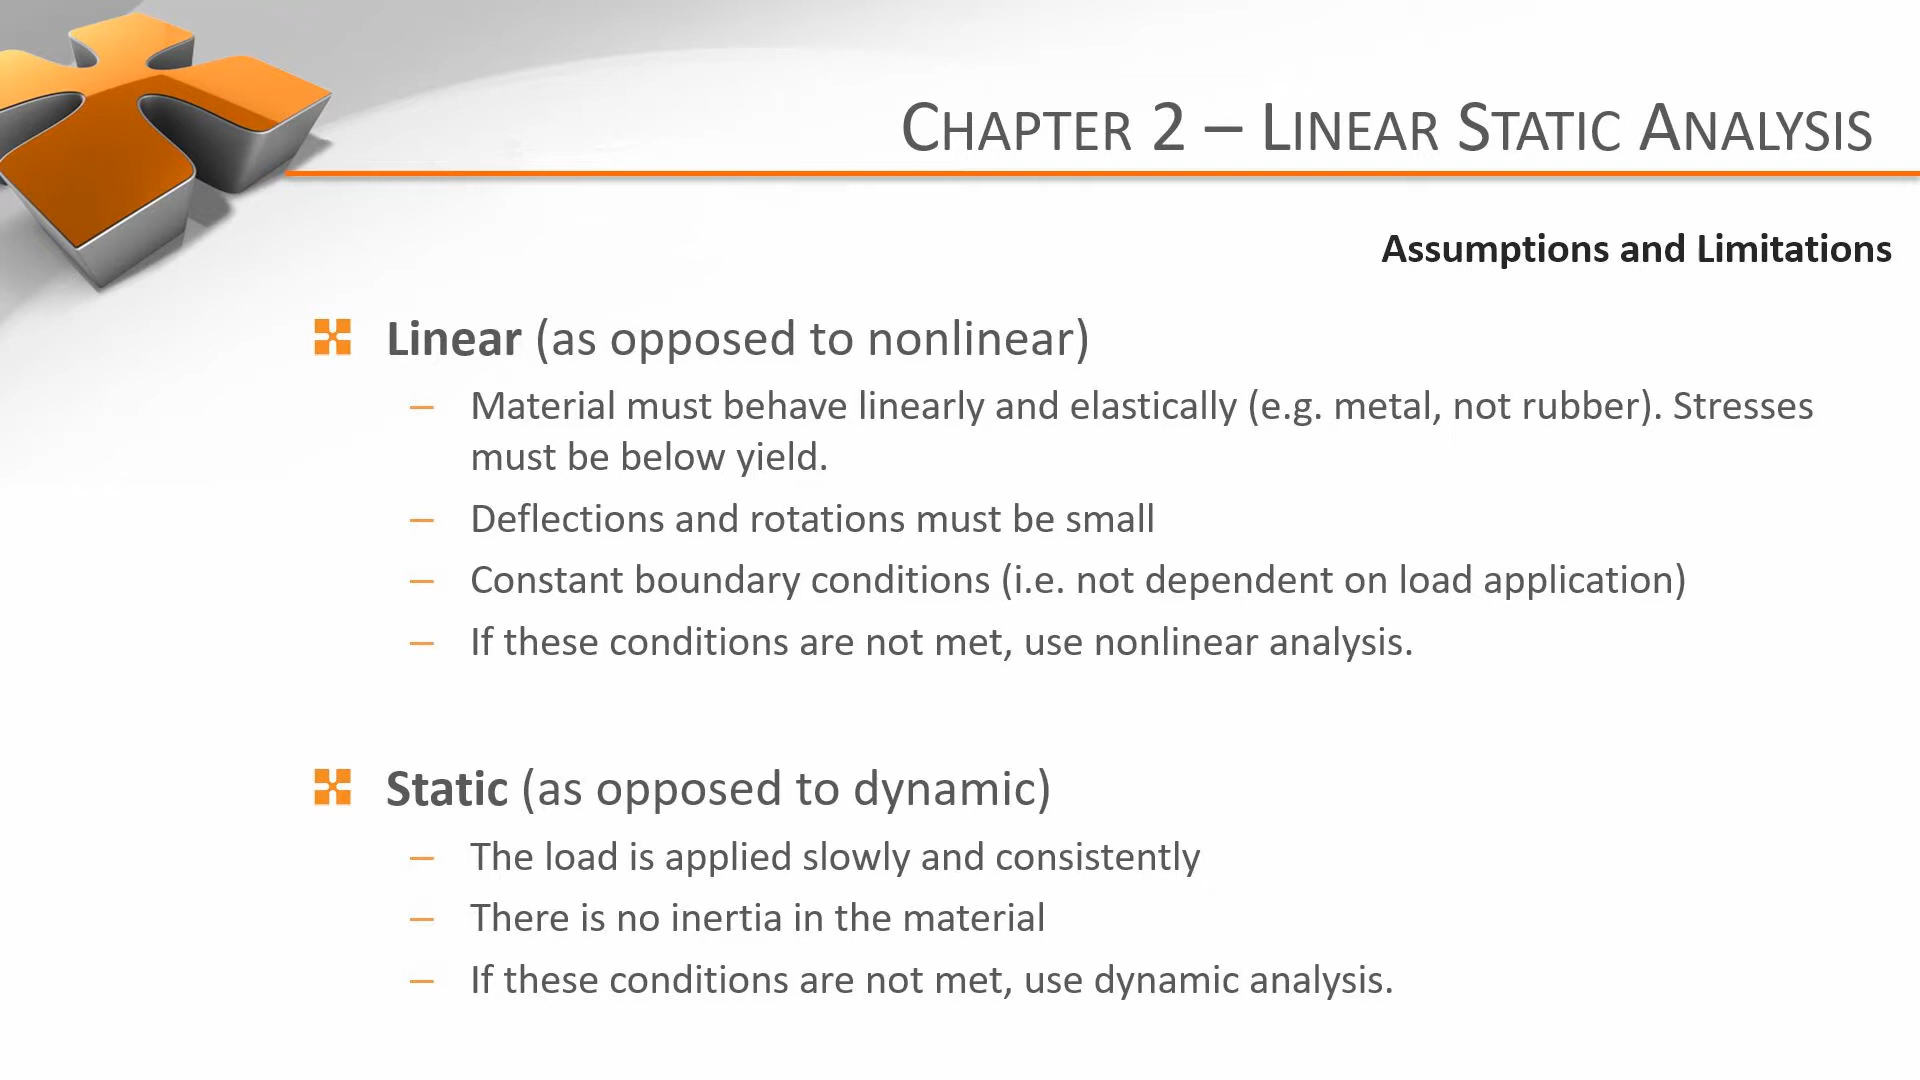 CHAPTER 2 – LINEAR STATIC ANALYSIS
Assumptions and Limitations
Linear (as opposed to nonlinear)
– Material must behave linearly and elastically (e.g. metal, not rubber). Stresses
must be below yield.
– Deflections and rotations must be small
– Constant boundary conditions (i.e. not dependent on load application)
– If these conditions are not met, use nonlinear analysis.
Static (as opposed to dynamic)
– The load is applied slowly and consistently
– There is no inertia in the material
– If these conditions are not met, use dynamic analysis.